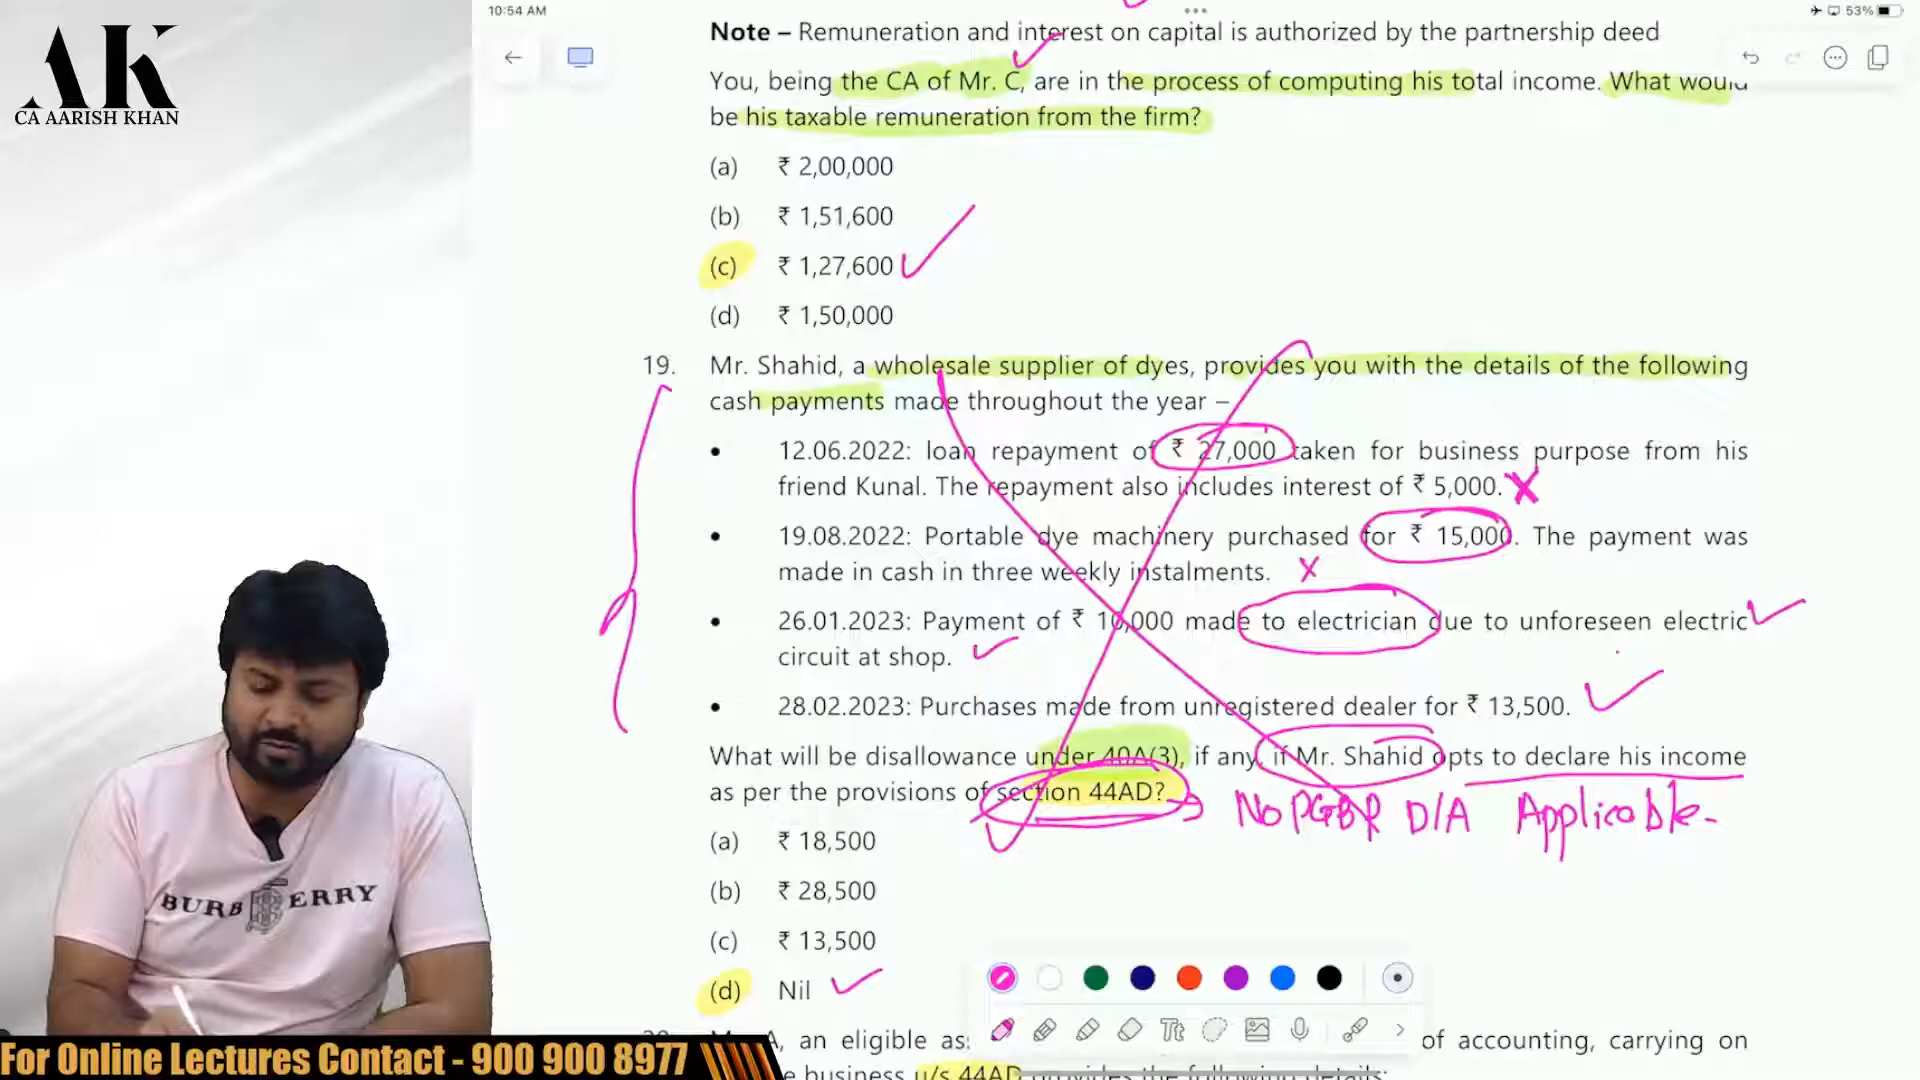 10:54 AM
53%
AK
CA AARISH KHAN
Note – Remuneration and interest on capital is authorized by the partnership deed
You, being the CA of Mr. C, are in the process of computing his total income. What would
be his taxable remuneration from the firm?
(a) ₹ 2,00,000
(b) ₹ 1,51,600
(c) ₹ 1,27,600
(d) ₹ 1,50,000
19. Mr. Shahid, a wholesale supplier of dyes, provides you with the details of the following
cash payments made throughout the year –
• 12.06.2022: loan repayment of ₹ 27,000 taken for business purpose from his
friend Kunal. The repayment also includes interest of ₹ 5,000.
• 19.08.2022: Portable dye machinery purchased for ₹ 15,000. The payment was
made in cash in three weekly instalments.
• 26.01.2023: Payment of ₹ 10,000 made to electrician due to unforeseen electric
circuit at shop.
• 28.02.2023: Purchases made from unregistered dealer for ₹ 13,500.
What will be disallowance under 40A(3), if any, if Mr. Shahid opts to declare his income
as per the provisions of section 44AD?
No PGBP D/A Applicable.
(a) ₹ 18,500
(b) ₹ 28,500
(c) ₹ 13,500
(d) Nil
A, an eligible as of accounting, carrying on
business u/s 44AD provides the following details:
BURBERRY
Tt
For Online Lectures Contact - 900 900 8977